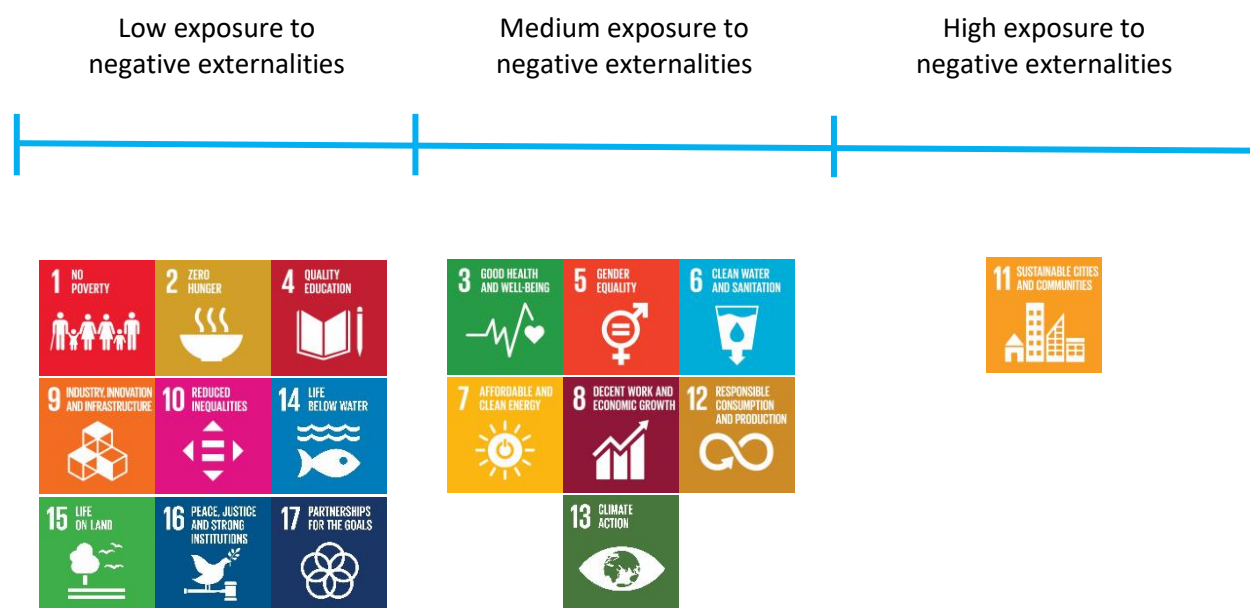 Low exposure to
negative externalities
Medium exposure to
negative externalities
High exposure to
negative externalities
1 NO
POVERTY
2 ZERO
HUNGER
4 QUALITY
EDUCATION
9 INDUSTRY, INNOVATION
AND INFRASTRUCTURE
10 REDUCED
INEQUALITIES
14 LIFE
BELOW WATER
15 LIFE
ON LAND
16 PEACE, JUSTICE
AND STRONG
INSTITUTIONS
17 PARTNERSHIPS
FOR THE GOALS
3 GOOD HEALTH
AND WELL-BEING
5 GENDER
EQUALITY
6 CLEAN WATER
AND SANITATION
7 AFFORDABLE AND
CLEAN ENERGY
8 DECENT WORK AND
ECONOMIC GROWTH
12 RESPONSIBLE
CONSUMPTION
AND PRODUCTION
13 CLIMATE
ACTION
11 SUSTAINABLE CITIES
AND COMMUNITIES